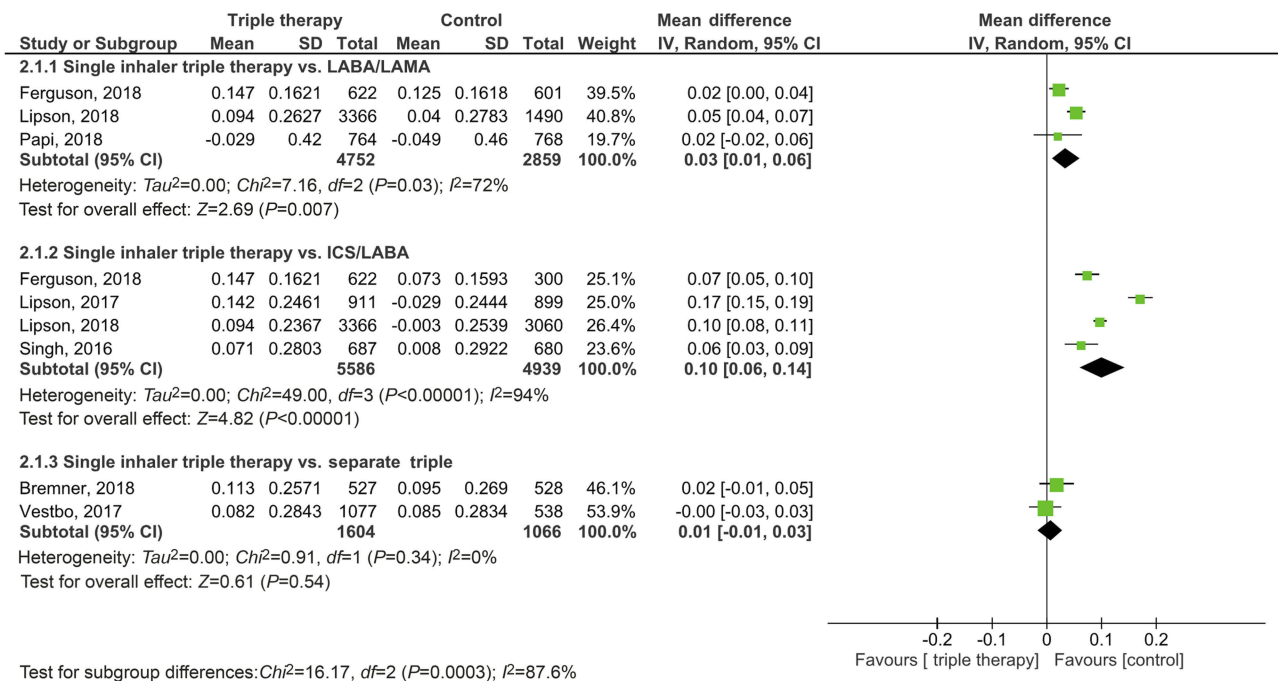 Triple therapy Control Mean difference Mean difference
Study or Subgroup Mean SD Total Mean SD Total Weight IV, Random, 95% CI IV, Random, 95% CI
2.1.1 Single inhaler triple therapy vs. LABA/LAMA
Ferguson, 2018 0.147 0.1621 622 0.125 0.1618 601 39.5% 0.02 [0.00, 0.04]
Lipson, 2018 0.094 0.2627 3366 0.04 0.2783 1490 40.8% 0.05 [0.04, 0.07]
Papi, 2018 -0.029 0.42 764 -0.049 0.46 768 19.7% 0.02 [-0.02, 0.06]
Subtotal (95% CI) 4752 2859 100.0% 0.03 [0.01, 0.06]
Heterogeneity: Tau2=0.00; Chi2=7.16, df=2 (P=0.03); I2=72%
Test for overall effect: Z=2.69 (P=0.007)
2.1.2 Single inhaler triple therapy vs. ICS/LABA
Ferguson, 2018 0.147 0.1621 622 0.073 0.1593 300 25.1% 0.07 [0.05, 0.10]
Lipson, 2017 0.142 0.2461 911 -0.029 0.2444 899 25.0% 0.17 [0.15, 0.19]
Lipson, 2018 0.094 0.2367 3366 -0.003 0.2539 3060 26.4% 0.10 [0.08, 0.11]
Singh, 2016 0.071 0.2803 687 0.008 0.2922 680 23.6% 0.06 [0.03, 0.09]
Subtotal (95% CI) 5586 4939 100.0% 0.10 [0.06, 0.14]
Heterogeneity: Tau2=0.00; Chi2=49.00, df=3 (P<0.00001); I2=94%
Test for overall effect: Z=4.82 (P<0.00001)
2.1.3 Single inhaler triple therapy vs. separate triple
Bremner, 2018 0.113 0.2571 527 0.095 0.269 528 46.1% 0.02 [-0.01, 0.05]
Vestbo, 2017 0.082 0.2843 1077 0.085 0.2834 538 53.9% -0.00 [-0.03, 0.03]
Subtotal (95% CI) 1604 1066 100.0% 0.01 [-0.01, 0.03]
Heterogeneity: Tau2=0.00; Chi2=0.91, df=1 (P=0.34); I2=0%
Test for overall effect: Z=0.61 (P=0.54)
-0.2 -0.1 0 0.1 0.2
Favours [ triple therapy] Favours [control]
Test for subgroup differences:Chi2=16.17, df=2 (P=0.0003); I2=87.6%